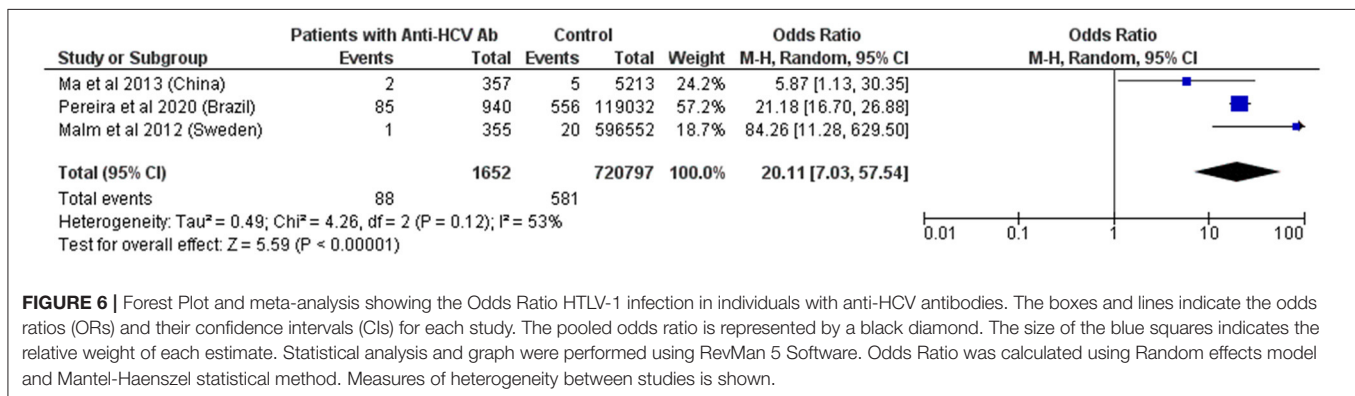 Patients with Anti-HCV Ab Control Odds Ratio Odds Ratio
Study or Subgroup Events Total Events Total Weight M-H, Random, 95% CI M-H, Random, 95% CI
Ma et al 2013 (China) 2 357 5 5213 24.2% 5.87 [1.13, 30.35]
Pereira et al 2020 (Brazil) 85 940 556 119032 57.2% 21.18 [16.70, 26.88]
Malm et al 2012 (Sweden) 1 355 20 596552 18.7% 84.26 [11.28, 629.50]
Total (95% CI) 1652 720797 100.0% 20.11 [7.03, 57.54]
Total events 88 581
Heterogeneity: Tau² = 0.49; Chi² = 4.26, df = 2 (P = 0.12); I² = 53%
Test for overall effect: Z = 5.59 (P < 0.00001)
0.01 0.1 1 10 100
FIGURE 6 | Forest Plot and meta-analysis showing the Odds Ratio HTLV-1 infection in individuals with anti-HCV antibodies. The boxes and lines indicate the odds
ratios (ORs) and their confidence intervals (CIs) for each study. The pooled odds ratio is represented by a black diamond. The size of the blue squares indicates the
relative weight of each estimate. Statistical analysis and graph were performed using RevMan 5 Software. Odds Ratio was calculated using Random effects model
and Mantel-Haenszel statistical method. Measures of heterogeneity between studies is shown.